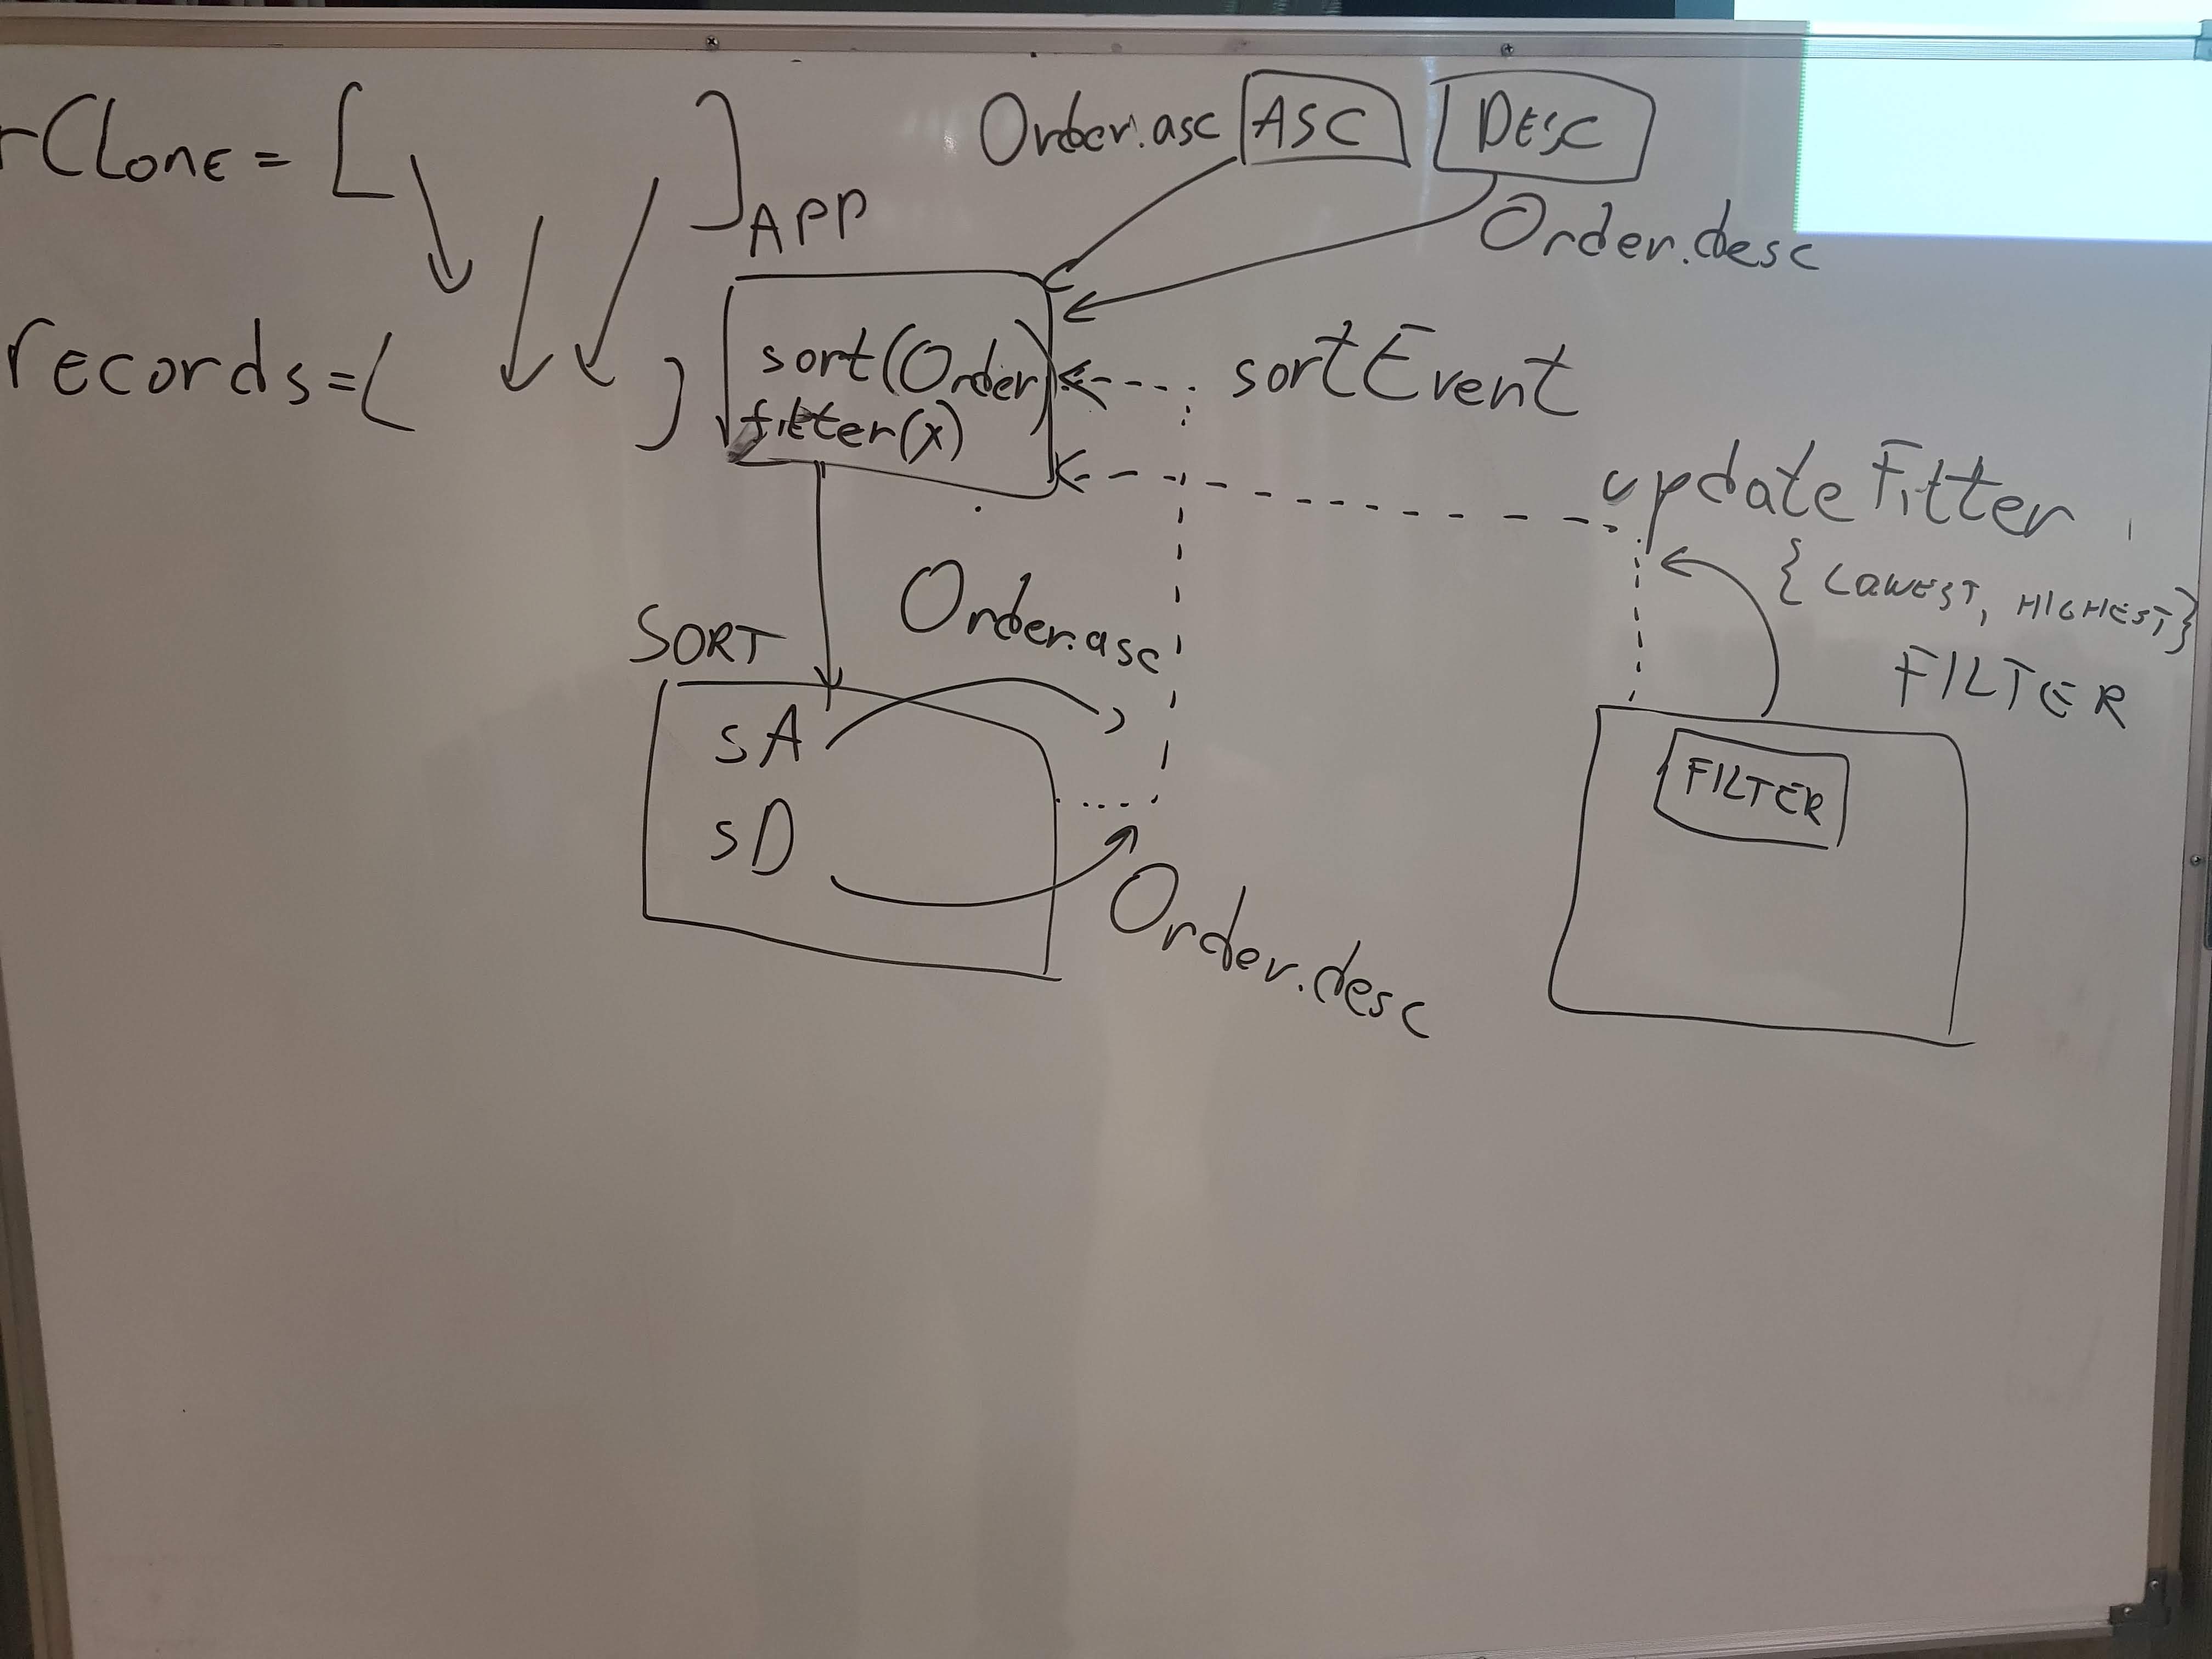 rClone = [ ]
Order.asc ASC DESC
APP
Order.desc
records = [ ]
sort(Order)
filter(x)
sortEvent
updateFilter
{LOWEST, HIGHEST}
Order.asc
SORT
FILTER
sA
sD
FILTER
Order.desc